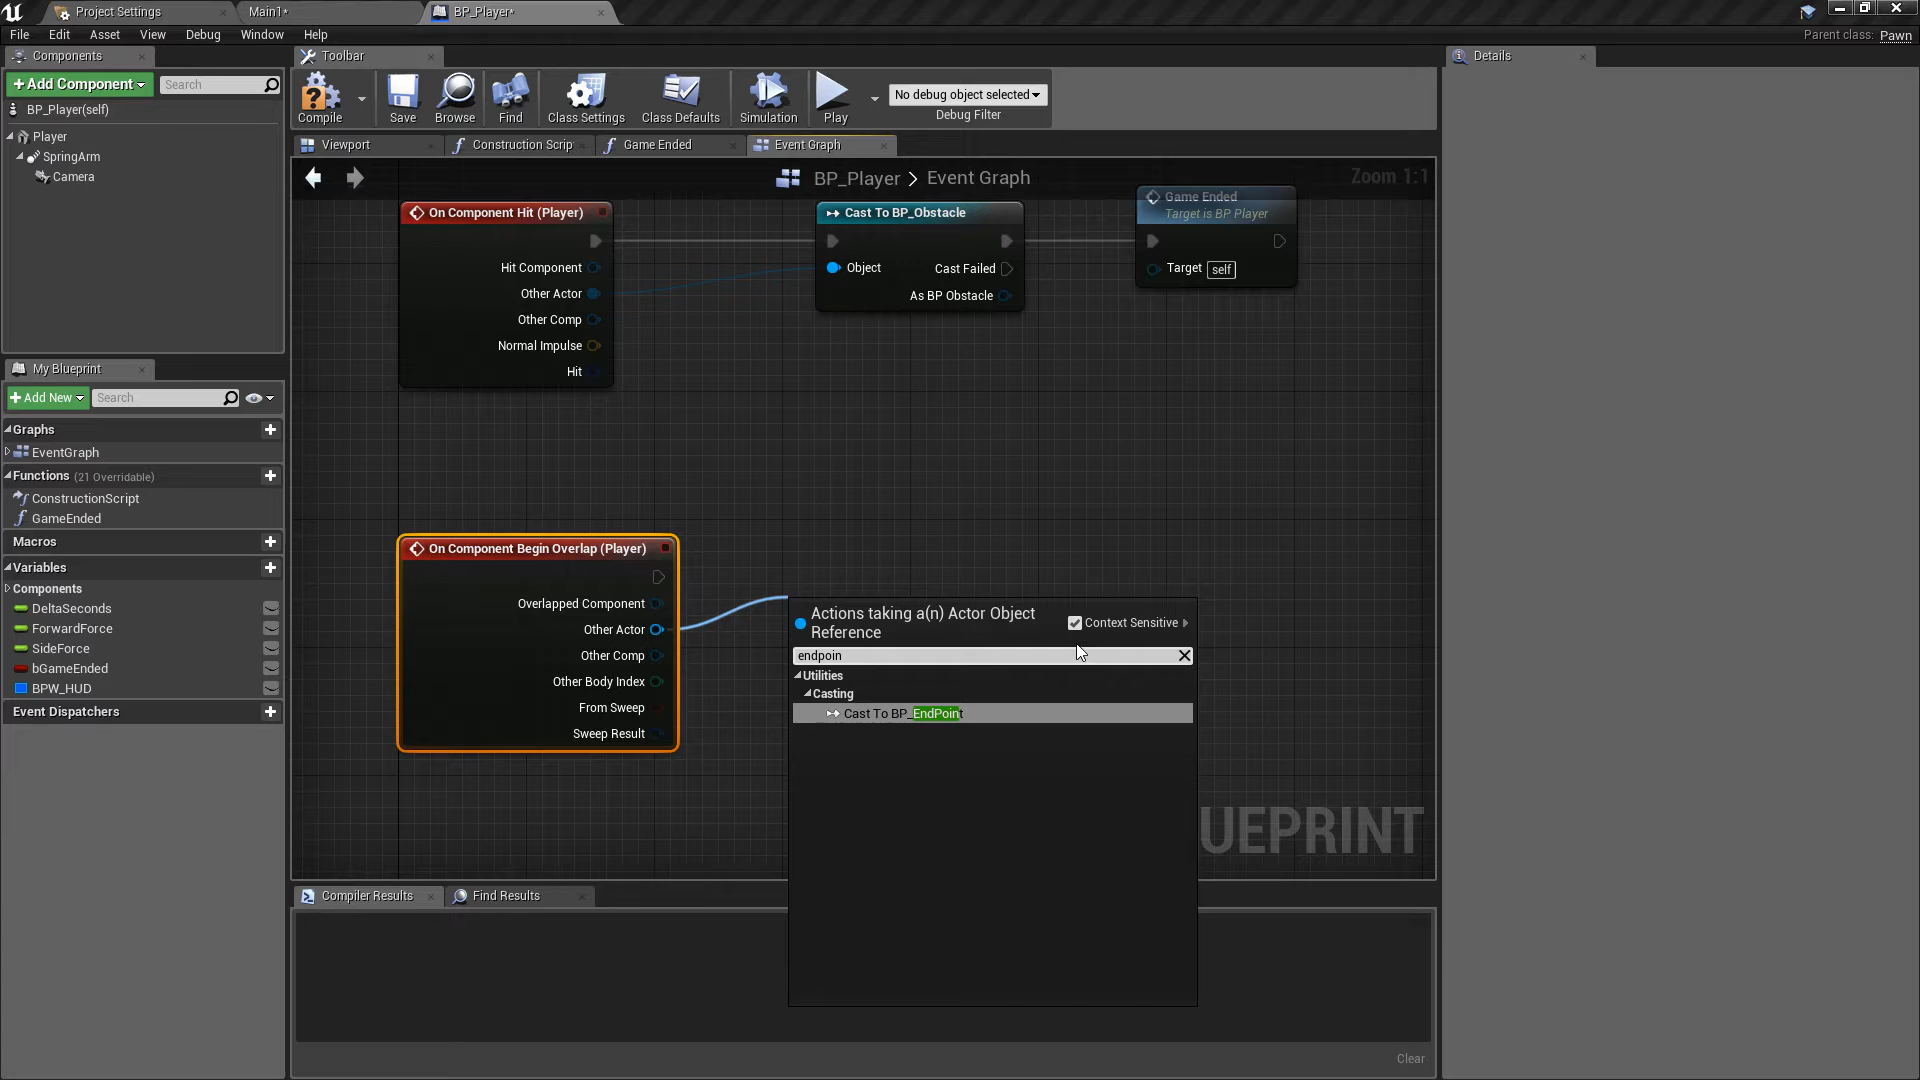 Project Settings
Main1*
BP_Player*
File Edit Asset View Debug Window Help
Parent class: Pawn
Components
Toolbar
Details
+ Add Component
Search
BP_Player(self)
Player
SpringArm
Camera
Compile
Save
Browse
Find
Class Settings
Class Defaults
Simulation
Play
No debug object selected
Debug Filter
Viewport
Construction Scrip
Game Ended
Event Graph
BP_Player > Event Graph
Zoom 1:1
On Component Hit (Player)
Hit Component
Other Actor
Other Comp
Normal Impulse
Hit
Cast To BP_Obstacle
Object
Cast Failed
As BP Obstacle
Game Ended
Target is BP Player
Target self
My Blueprint
+ Add New
Search
Graphs
EventGraph
Functions (21 Overridable)
ConstructionScript
GameEnded
Macros
Variables
Components
DeltaSeconds
ForwardForce
SideForce
bGameEnded
BPW_HUD
Event Dispatchers
On Component Begin Overlap (Player)
Overlapped Component
Other Actor
Other Comp
Other Body Index
From Sweep
Sweep Result
Actions taking a(n) Actor Object
Reference
Context Sensitive
endpoin
Utilities
Casting
Cast To BP_EndPoint
UEPRINT
Compiler Results
Find Results
Clear